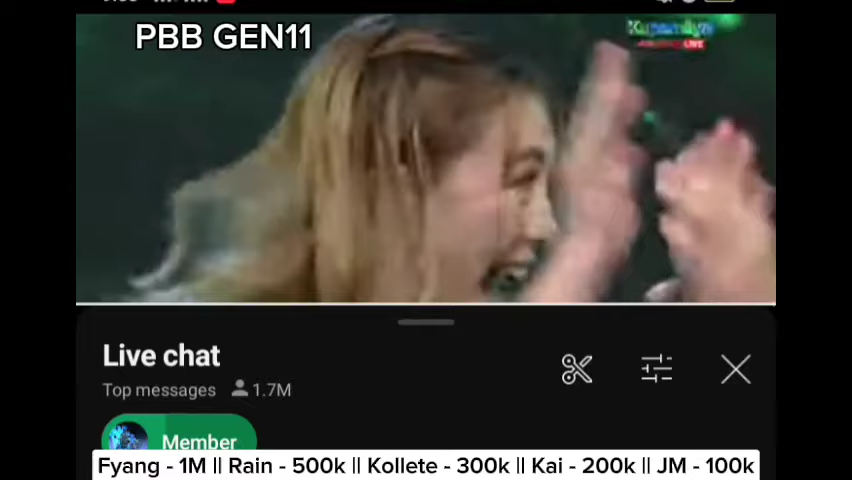 PBB GEN11
LIVE
Live chat
Top messages 1.7M
Member
Fyang - 1M || Rain - 500k || Kollete - 300k || Kai - 200k || JM - 100k